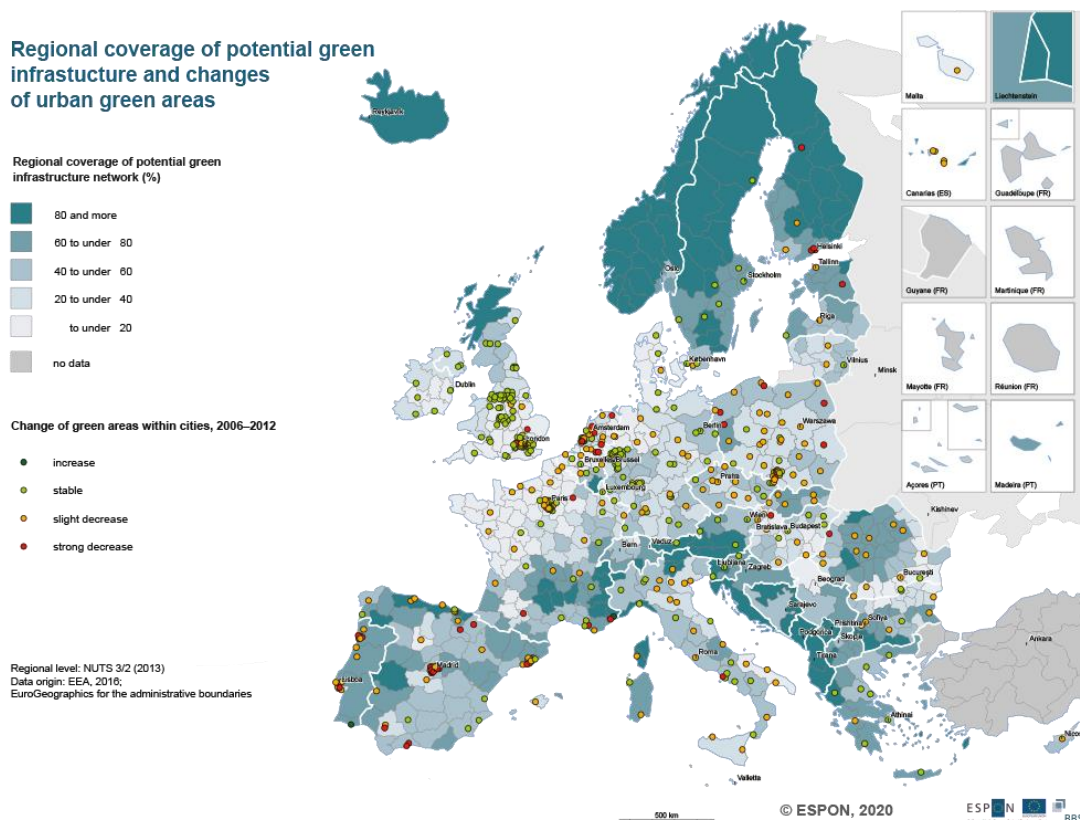 Regional coverage of potential green
infrastucture and changes
of urban green areas
Regional coverage of potential green
infrastructure network (%)
80 and more
60 to under 80
40 to under 60
20 to under 40
to under 20
no data
Change of green areas within cities, 2006–2012
increase
stable
slight decrease
strong decrease
Regional level: NUTS 3/2 (2013)
Data origin: EEA, 2016;
EuroGeographics for the administrative boundaries
Reykjavík
Oslo
Helsinki
Tallinn
Stockholm
Riga
København
Vilnius
Minsk
Dublin
London
Amsterdam
Berlin
Warszawa
Bruxelles/Brussel
Luxembourg
Praha
Paris
Kishinev
Wien
Bratislava
Budapest
Bern
Vaduz
Ljubljana
Zagreb
Beograd
Bucureşti
Sarajevo
Prishtina
Sofiya
Podgorica
Skopje
Roma
Tirana
Ankara
Madrid
Lisboa
Athinai
Valletta
Malta
Liechtenstein
Canarias (ES)
Guadeloupe (FR)
Guyane (FR)
Martinique (FR)
Mayotte (FR)
Réunion (FR)
Açores (PT)
Madeira (PT)
500 km
© ESPON, 2020
ESPON